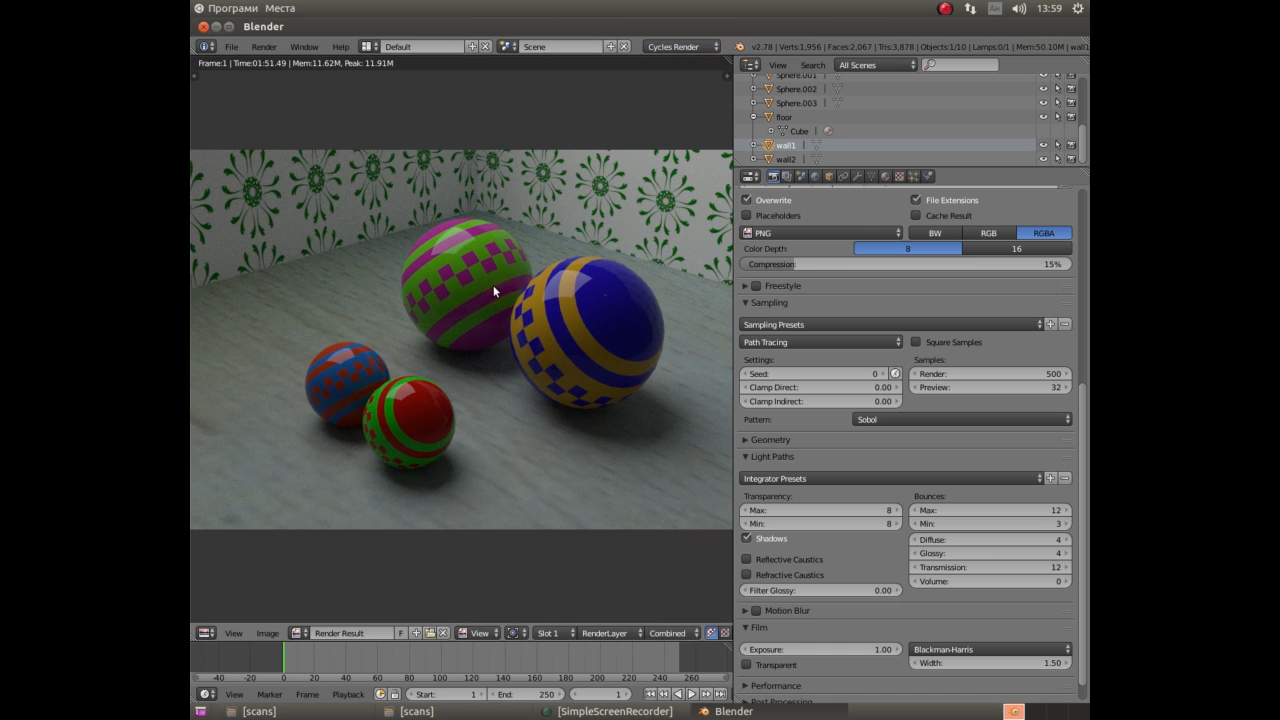 Програми Места
Ан 13:59
Blender
File Render Window Help Default Scene Cycles Render v2.78 | Verts:1,956 | Faces:2,067 | Tris:3,878 | Objects:1/10 | Lamps:0/1 | Mem:50.10M | wall1
Frame:1 | Time:01:51.49 | Mem:11.62M, Peak: 11.91M
View Search All Scenes
Sphere.001
Sphere.002
Sphere.003
floor
Cube
wall1
wall2
Overwrite File Extensions
Placeholders Cache Result
PNG BW RGB RGBA
Color Depth: 8 16
Compression: 15%
Freestyle
Sampling
Sampling Presets
Path Tracing Square Samples
Settings: Samples:
Seed: 0 Render: 500
Clamp Direct: 0.00 Preview: 32
Clamp Indirect: 0.00
Pattern: Sobol
Geometry
Light Paths
Integrator Presets
Transparency: Bounces:
Max: 8 Max: 12
Min: 8 Min: 3
Shadows Diffuse: 4
Glossy: 4
Reflective Caustics Transmission: 12
Refractive Caustics Volume: 0
Filter Glossy: 0.00
Motion Blur
Film
Exposure: 1.00 Blackman-Harris
Transparent Width: 1.50
Performance
Post Processing
View Image Render Result F View Slot 1 RenderLayer Combined
-40 -20 0 20 40 60 80 100 120 140 160 180 200 220 240 260
View Marker Frame Playback Start: 1 End: 250 1
[scans] [scans] [SimpleScreenRecorder] Blender